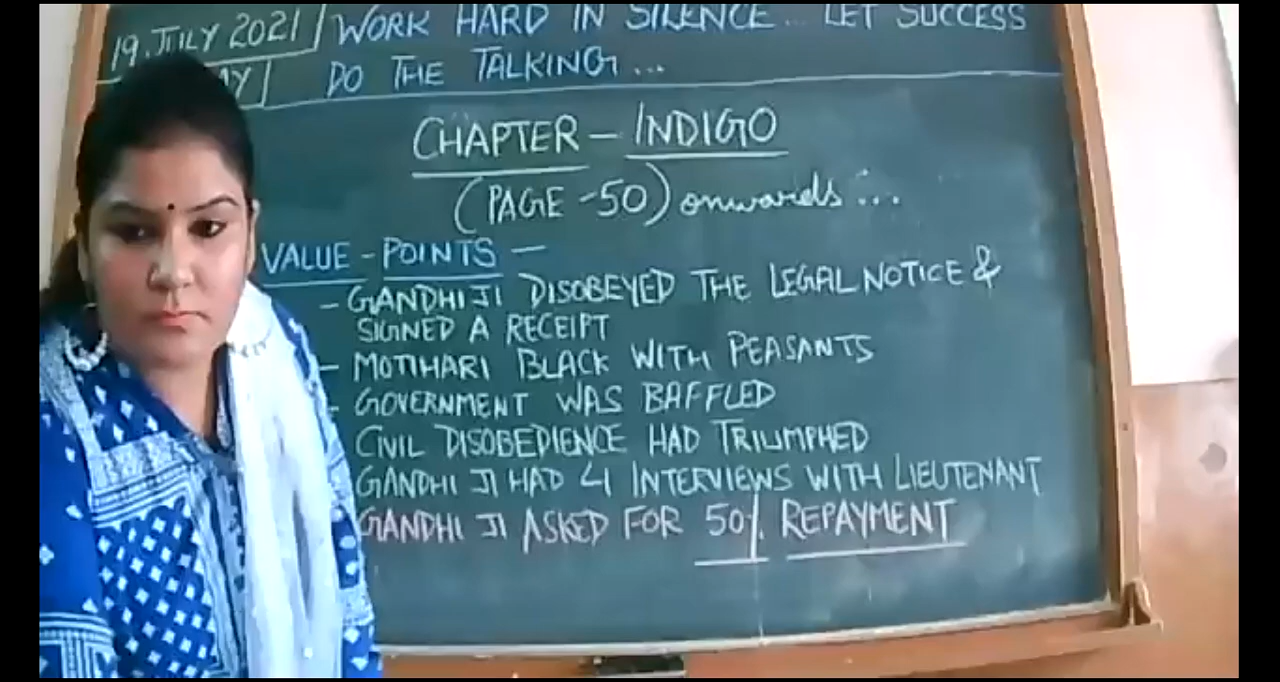 19. JULY 2021 WORK HARD IN SILENCE... LET SUCCESS
AY DO THE TALKING...
CHAPTER - INDIGO
(PAGE - 50) onwards...
VALUE - POINTS -
- GANDHI JI DISOBEYED THE LEGAL NOTICE &
SIGNED A RECEIPT
- MOTIHARI BLACK WITH PEASANTS
- GOVERNMENT WAS BAFFLED
CIVIL DISOBEDIENCE HAD TRIUMPHED
GANDHI JI HAD 4 INTERVIEWS WITH LIEUTENANT
GANDHI JI ASKED FOR 50%. REPAYMENT